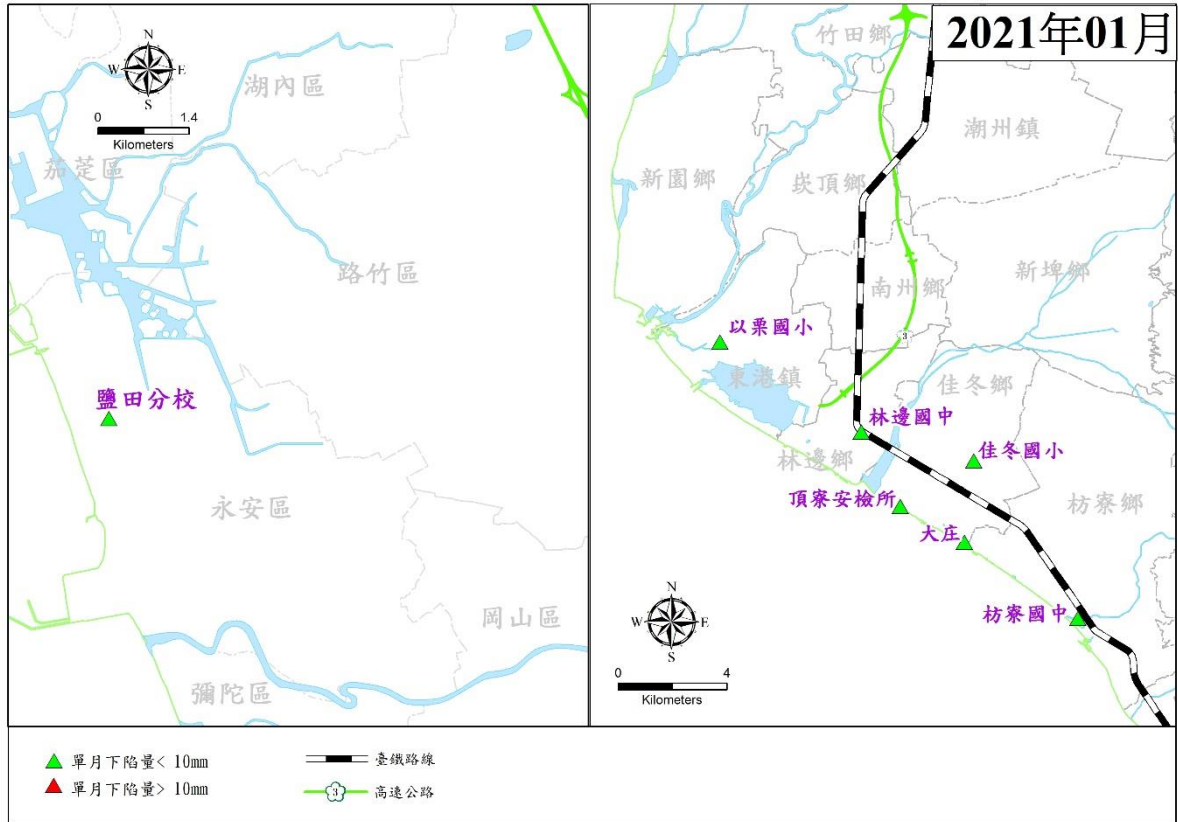 2021年01月
N
W E
S
0 1.4
Kilometers
湖內區
茄萣區
路竹區
鹽田分校
永安區
岡山區
彌陀區
竹田鄉
潮州鎮
新園鄉
崁頂鄉
南州鄉
新埤鄉
以栗國小
3
東港鎮
佳冬鄉
林邊國中
林邊鄉
佳冬國小
頂寮安檢所
枋寮鄉
大庄
枋寮國中
N
W E
S
0 4
Kilometers
單月下陷量< 10mm
臺鐵路線
單月下陷量> 10mm
3 高速公路